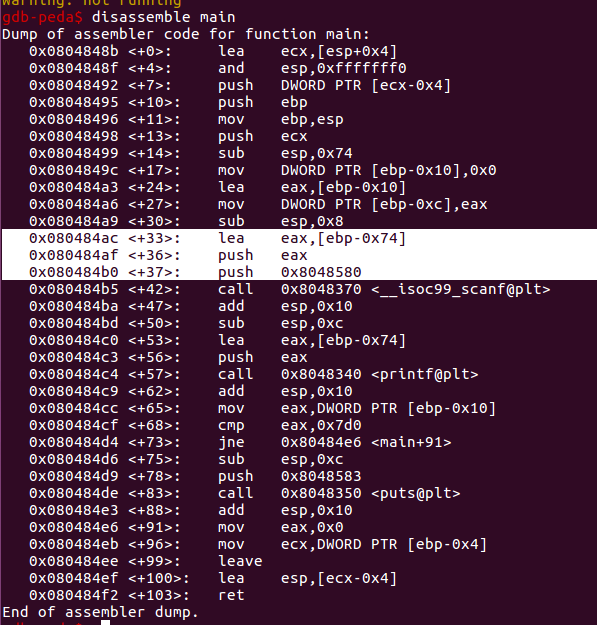 Warning: not running
gdb-peda$ disassemble main
Dump of assembler code for function main:
0x0804848b <+0>: lea ecx,[esp+0x4]
0x0804848f <+4>: and esp,0xfffffff0
0x08048492 <+7>: push DWORD PTR [ecx-0x4]
0x08048495 <+10>: push ebp
0x08048496 <+11>: mov ebp,esp
0x08048498 <+13>: push ecx
0x08048499 <+14>: sub esp,0x74
0x0804849c <+17>: mov DWORD PTR [ebp-0x10],0x0
0x080484a3 <+24>: lea eax,[ebp-0x10]
0x080484a6 <+27>: mov DWORD PTR [ebp-0xc],eax
0x080484a9 <+30>: sub esp,0x8
0x080484ac <+33>: lea eax,[ebp-0x74]
0x080484af <+36>: push eax
0x080484b0 <+37>: push 0x8048580
0x080484b5 <+42>: call 0x8048370 <__isoc99_scanf@plt>
0x080484ba <+47>: add esp,0x10
0x080484bd <+50>: sub esp,0xc
0x080484c0 <+53>: lea eax,[ebp-0x74]
0x080484c3 <+56>: push eax
0x080484c4 <+57>: call 0x8048340 <printf@plt>
0x080484c9 <+62>: add esp,0x10
0x080484cc <+65>: mov eax,DWORD PTR [ebp-0x10]
0x080484cf <+68>: cmp eax,0x7d0
0x080484d4 <+73>: jne 0x80484e6 <main+91>
0x080484d6 <+75>: sub esp,0xc
0x080484d9 <+78>: push 0x8048583
0x080484de <+83>: call 0x8048350 <puts@plt>
0x080484e3 <+88>: add esp,0x10
0x080484e6 <+91>: mov eax,0x0
0x080484eb <+96>: mov ecx,DWORD PTR [ebp-0x4]
0x080484ee <+99>: leave
0x080484ef <+100>: lea esp,[ecx-0x4]
0x080484f2 <+103>: ret
End of assembler dump.